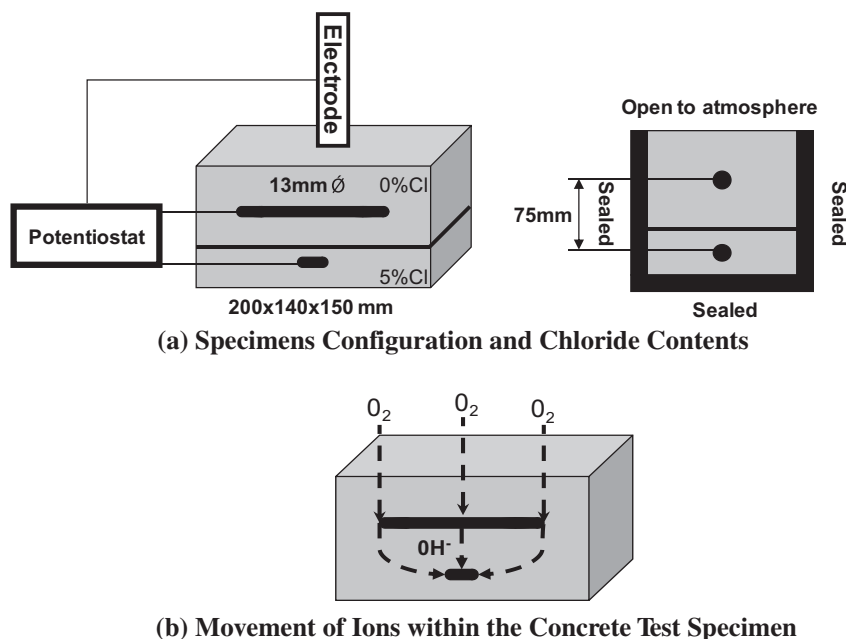 Electrode
13mm Ø
0%Cl
Potentiostat
5%Cl
200x140x150 mm
Open to atmosphere
75mm
Sealed
Sealed
Sealed
(a) Specimens Configuration and Chloride Contents
0₂
0₂
0₂
0H⁻
(b) Movement of Ions within the Concrete Test Specimen